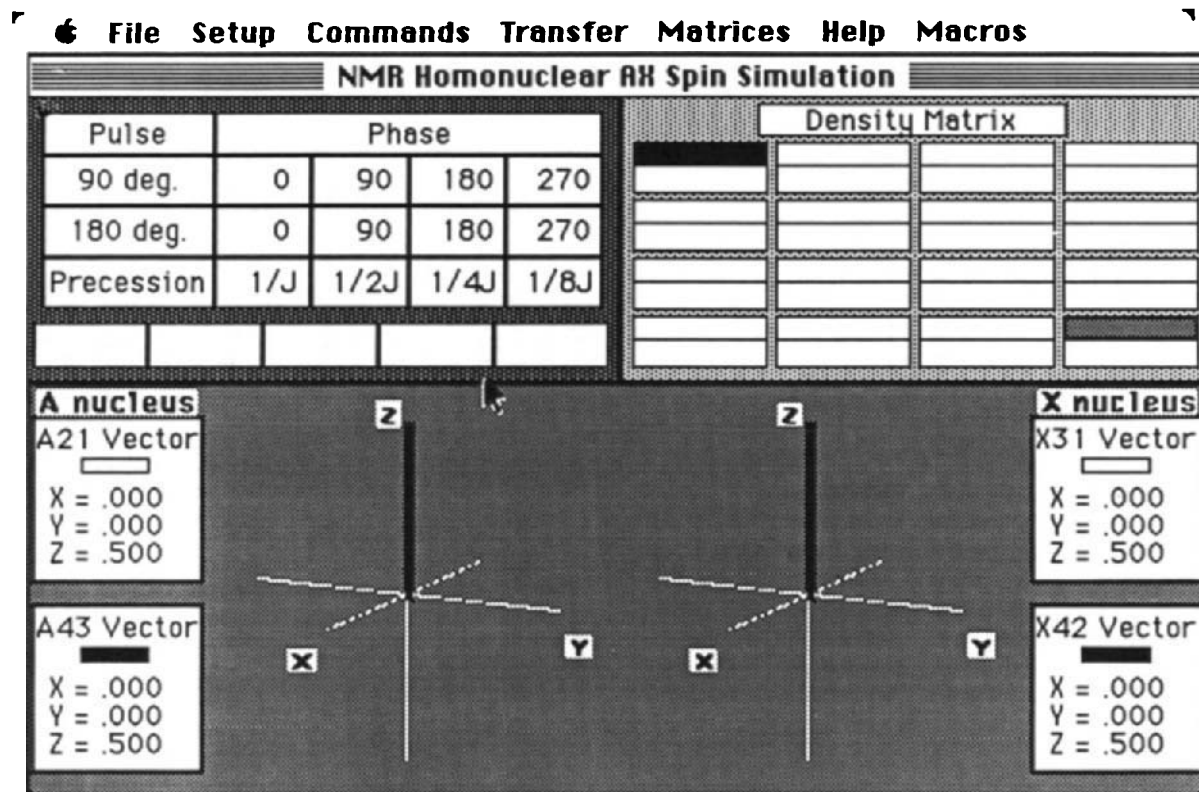 File Setup Commands Transfer Matrices Help Macros
NMR Homonuclear AX Spin Simulation
Pulse Phase
90 deg. 0 90 180 270
180 deg. 0 90 180 270
Precession 1/J 1/2J 1/4J 1/8J
Density Matrix
A nucleus
A21 Vector
X = .000
Y = .000
Z = .500
A43 Vector
X = .000
Y = .000
Z = .500
Z
X
Y
Z
X
Y
X nucleus
X31 Vector
X = .000
Y = .000
Z = .500
X42 Vector
X = .000
Y = .000
Z = .500